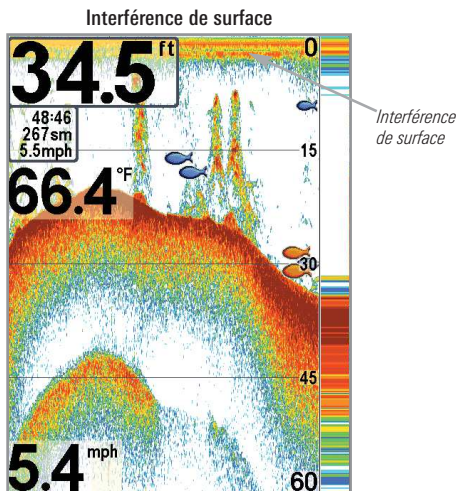 Interférence de surface
34.5 ft
0
48:46
267sm
5.5mph
Interférence
de surface
15
66.4 °F
30
45
5.4 mph
60